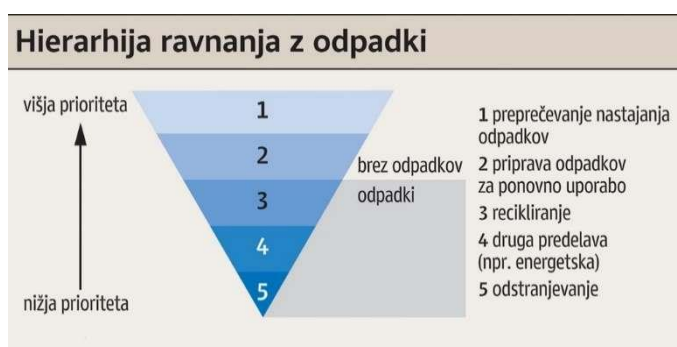 Hierarhija ravnanja z odpadki
višja prioriteta
nižja prioriteta
1
2
3
4
5
brez odpadkov
odpadki
1 preprečevanje nastajanja
odpadkov
2 priprava odpadkov
za ponovno uporabo
3 recikliranje
4 druga predelava
(npr. energetska)
5 odstranjevanje